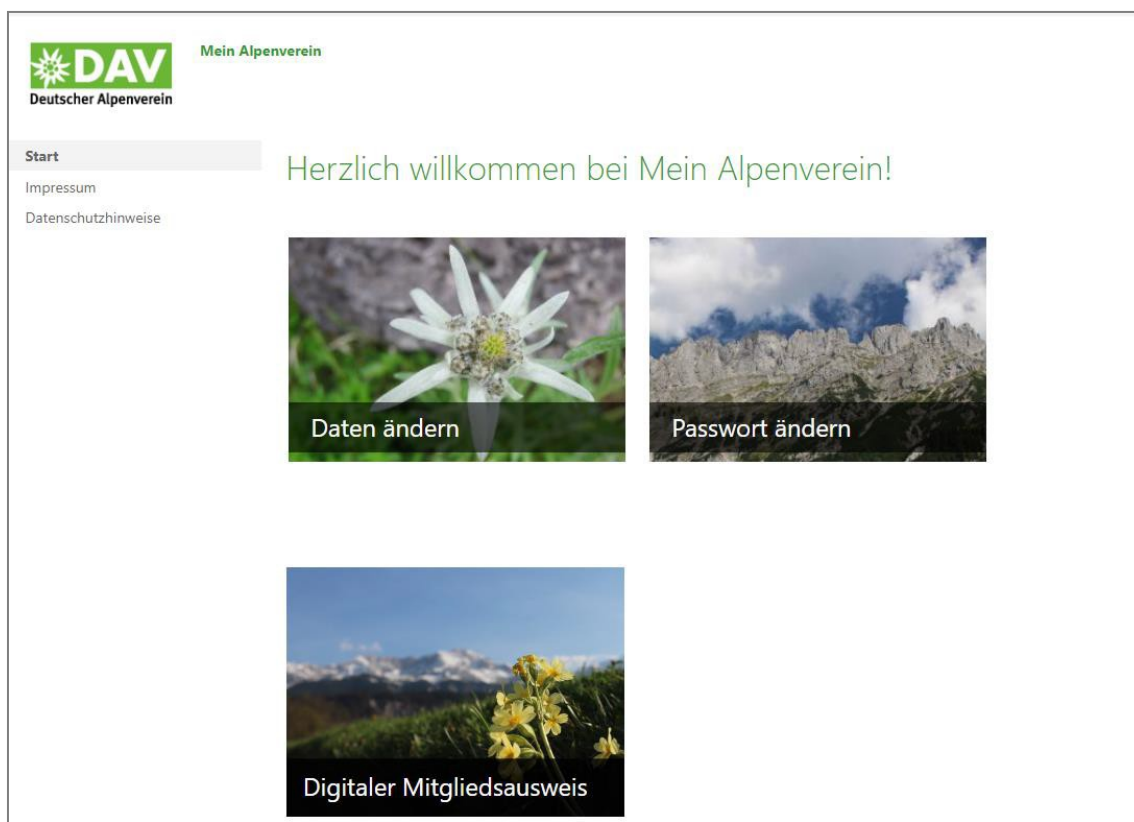 DAV
Deutscher Alpenverein
Mein Alpenverein
Start
Impressum
Datenschutzhinweise
Herzlich willkommen bei Mein Alpenverein!
Daten ändern
Passwort ändern
Digitaler Mitgliedsausweis